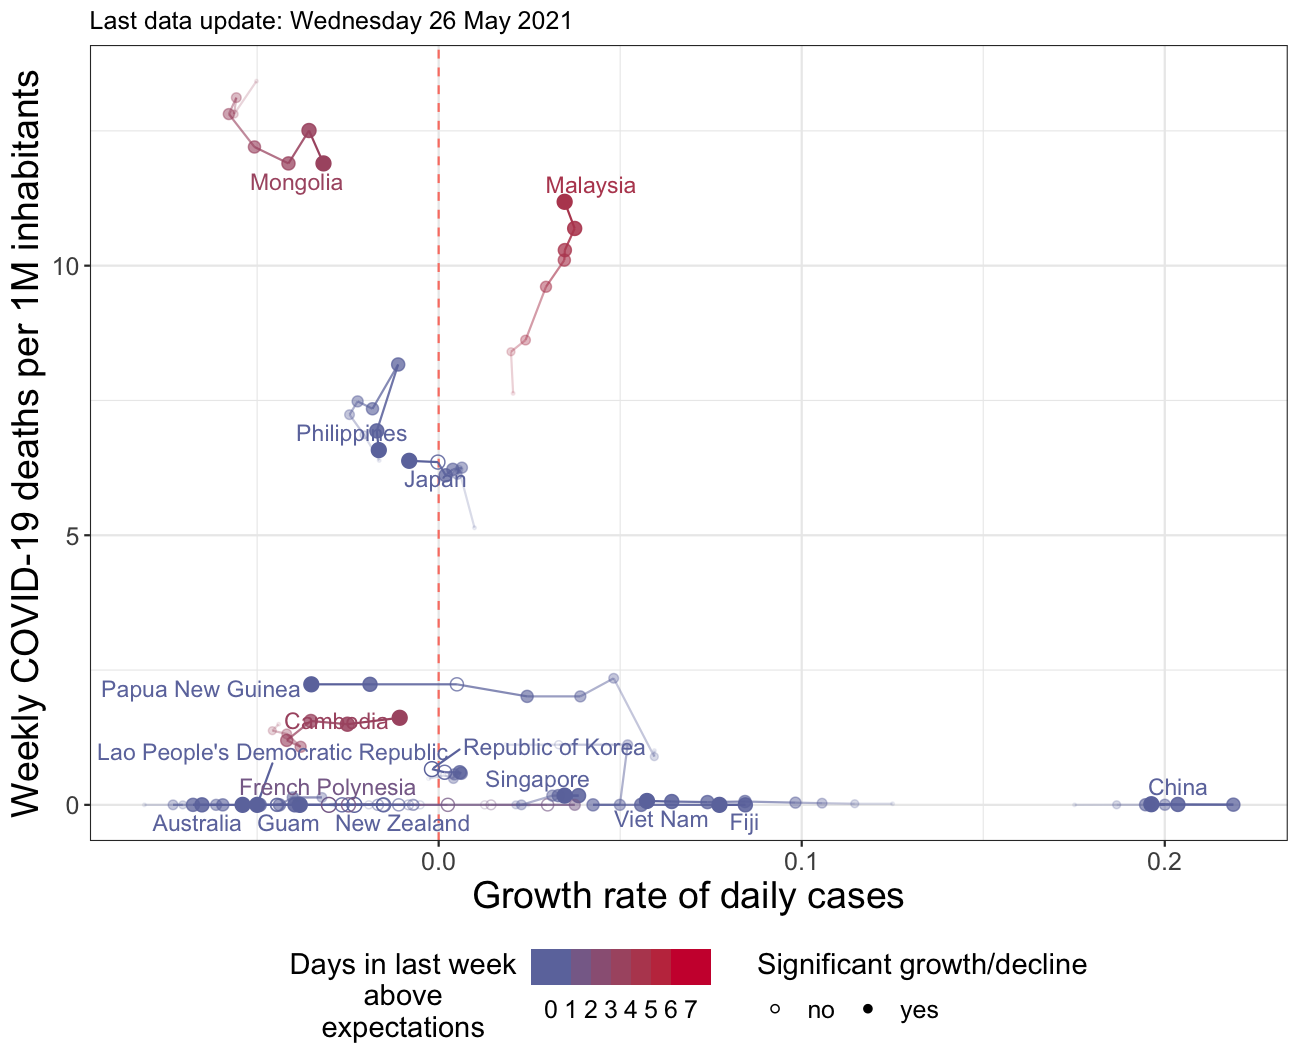 Last data update: Wednesday 26 May 2021
Weekly COVID-19 deaths per 1M inhabitants
10
5
0
Mongolia
Malaysia
Philippines
Japan
Papua New Guinea
Cambodia
Lao People's Democratic Republic
Republic of Korea
French Polynesia
Singapore
China
Australia
Guam
New Zealand
Viet Nam
Fiji
0.0
0.1
0.2
Growth rate of daily cases
Days in last week
above
expectations
0 1 2 3 4 5 6 7
Significant growth/decline
no
yes